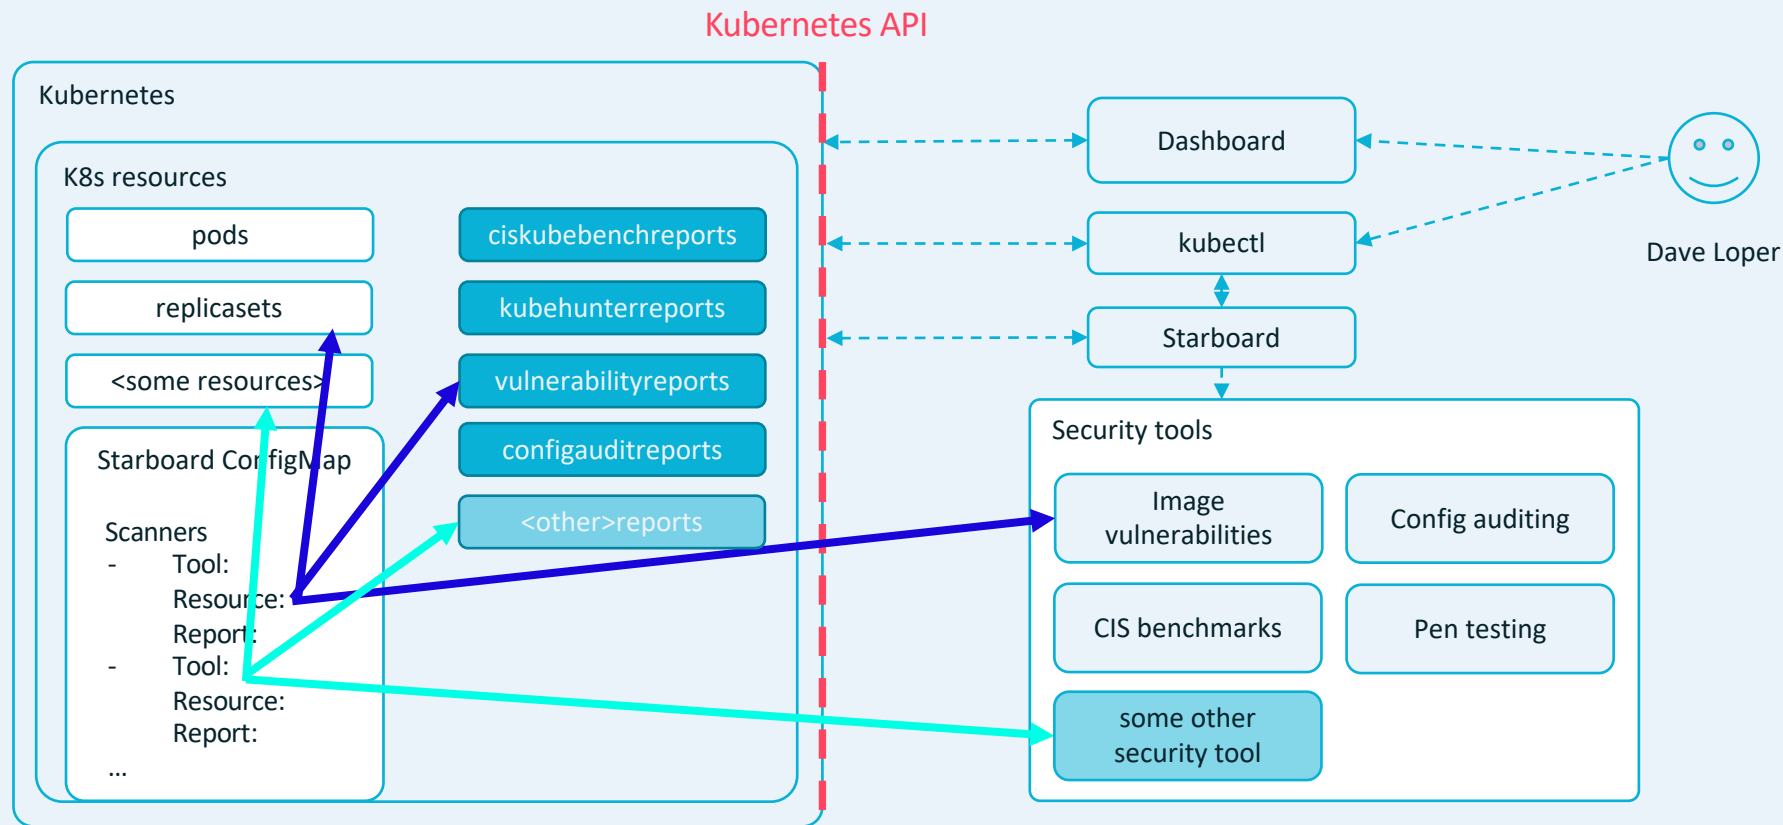 Kubernetes API
Kubernetes
K8s resources
pods
replicasets
<some resources>
Starboard ConfigMap
Scanners
- Tool:
Resource:
Report:
- Tool:
Resource:
Report:
...
ciskubebenchreports
kubehunterreports
vulnerabilityreports
configauditreports
<other>reports
Dashboard
kubectl
Starboard
Dave Loper
Security tools
Image
vulnerabilities
Config auditing
CIS benchmarks
Pen testing
some other
security tool